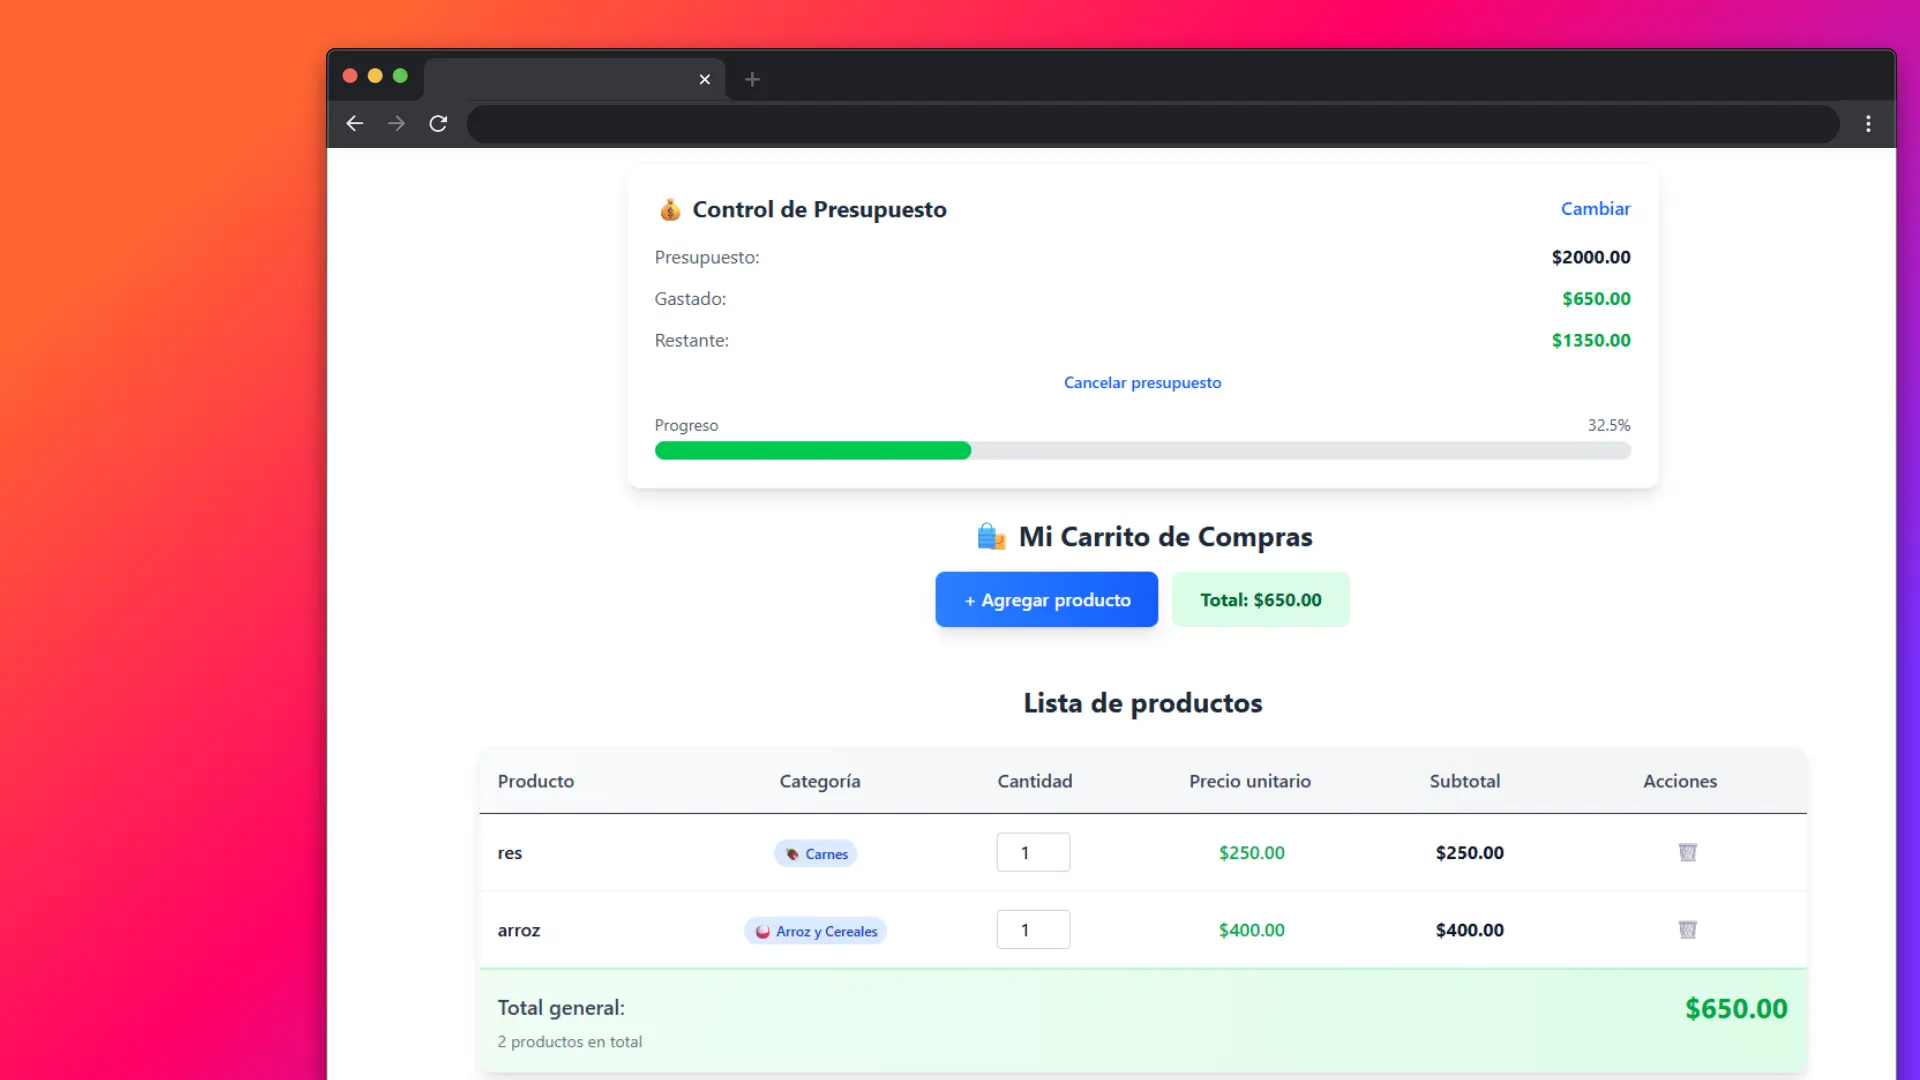 Control de Presupuesto Cambiar
Presupuesto: $2000.00
Gastado: $650.00
Restante: $1350.00
Cancelar presupuesto
Progreso 32.5%
Mi Carrito de Compras
+ Agregar producto Total: $650.00
Lista de productos
Producto Categoría Cantidad Precio unitario Subtotal Acciones
res Carnes 1 $250.00 $250.00
arroz Arroz y Cereales 1 $400.00 $400.00
Total general: $650.00
2 productos en total